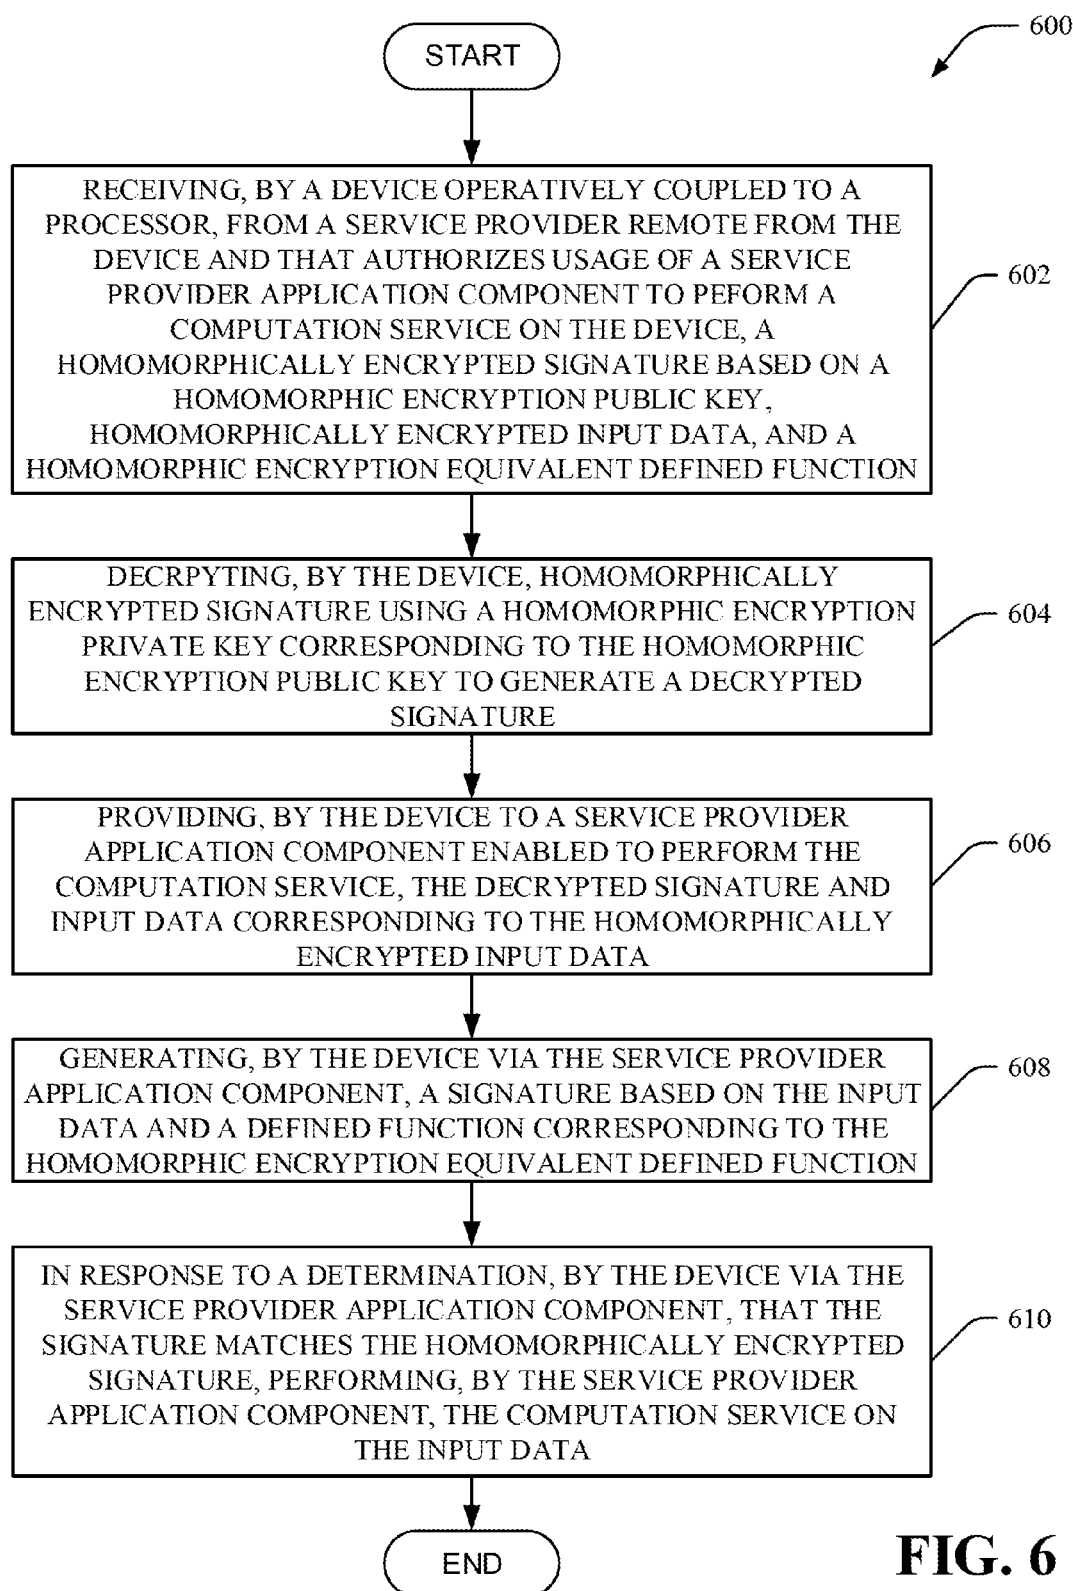 600
START
RECEIVING, BY A DEVICE OPERATIVELY COUPLED TO A
PROCESSOR, FROM A SERVICE PROVIDER REMOTE FROM THE
DEVICE AND THAT AUTHORIZES USAGE OF A SERVICE
PROVIDER APPLICATION COMPONENT TO PEFORM A
COMPUTATION SERVICE ON THE DEVICE, A
HOMOMORPHICALLY ENCRYPTED SIGNATURE BASED ON A
HOMOMORPHIC ENCRYPTION PUBLIC KEY,
HOMOMORPHICALLY ENCRYPTED INPUT DATA, AND A
HOMOMORPHIC ENCRYPTION EQUIVALENT DEFINED FUNCTION
602
DECRPYTING, BY THE DEVICE, HOMOMORPHICALLY
ENCRYPTED SIGNATURE USING A HOMOMORPHIC ENCRYPTION
PRIVATE KEY CORRESPONDING TO THE HOMOMORPHIC
ENCRYPTION PUBLIC KEY TO GENERATE A DECRYPTED
SIGNATURE
604
PROVIDING, BY THE DEVICE TO A SERVICE PROVIDER
APPLICATION COMPONENT ENABLED TO PERFORM THE
COMPUTATION SERVICE, THE DECRYPTED SIGNATURE AND
INPUT DATA CORRESPONDING TO THE HOMOMORPHICALLY
ENCRYPTED INPUT DATA
606
GENERATING, BY THE DEVICE VIA THE SERVICE PROVIDER
APPLICATION COMPONENT, A SIGNATURE BASED ON THE INPUT
DATA AND A DEFINED FUNCTION CORRESPONDING TO THE
HOMOMORPHIC ENCRYPTION EQUIVALENT DEFINED FUNCTION
608
IN RESPONSE TO A DETERMINATION, BY THE DEVICE VIA THE
SERVICE PROVIDER APPLICATION COMPONENT, THAT THE
SIGNATURE MATCHES THE HOMOMORPHICALLY ENCRYPTED
SIGNATURE, PERFORMING, BY THE SERVICE PROVIDER
APPLICATION COMPONENT, THE COMPUTATION SERVICE ON
THE INPUT DATA
610
END
FIG. 6